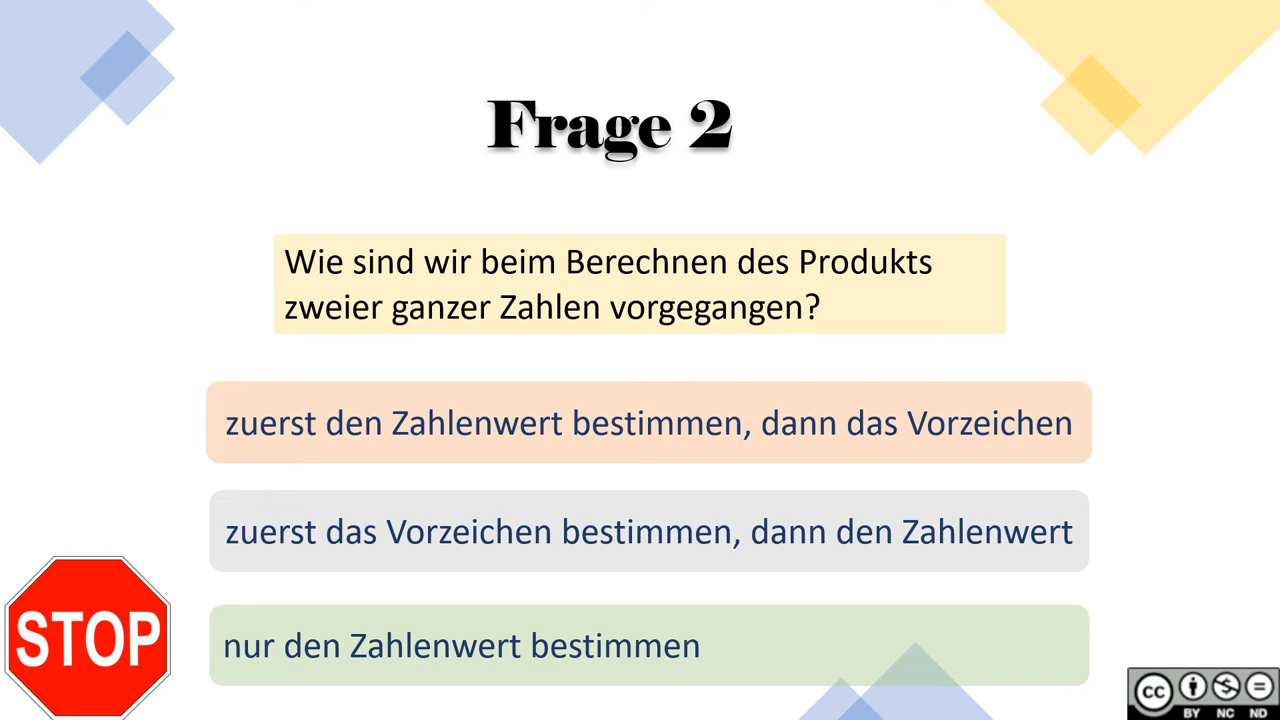 Frage 2
Wie sind wir beim Berechnen des Produkts
zweier ganzer Zahlen vorgegangen?
zuerst den Zahlenwert bestimmen, dann das Vorzeichen
zuerst das Vorzeichen bestimmen, dann den Zahlenwert
STOP
nur den Zahlenwert bestimmen
cc
BY NC ND